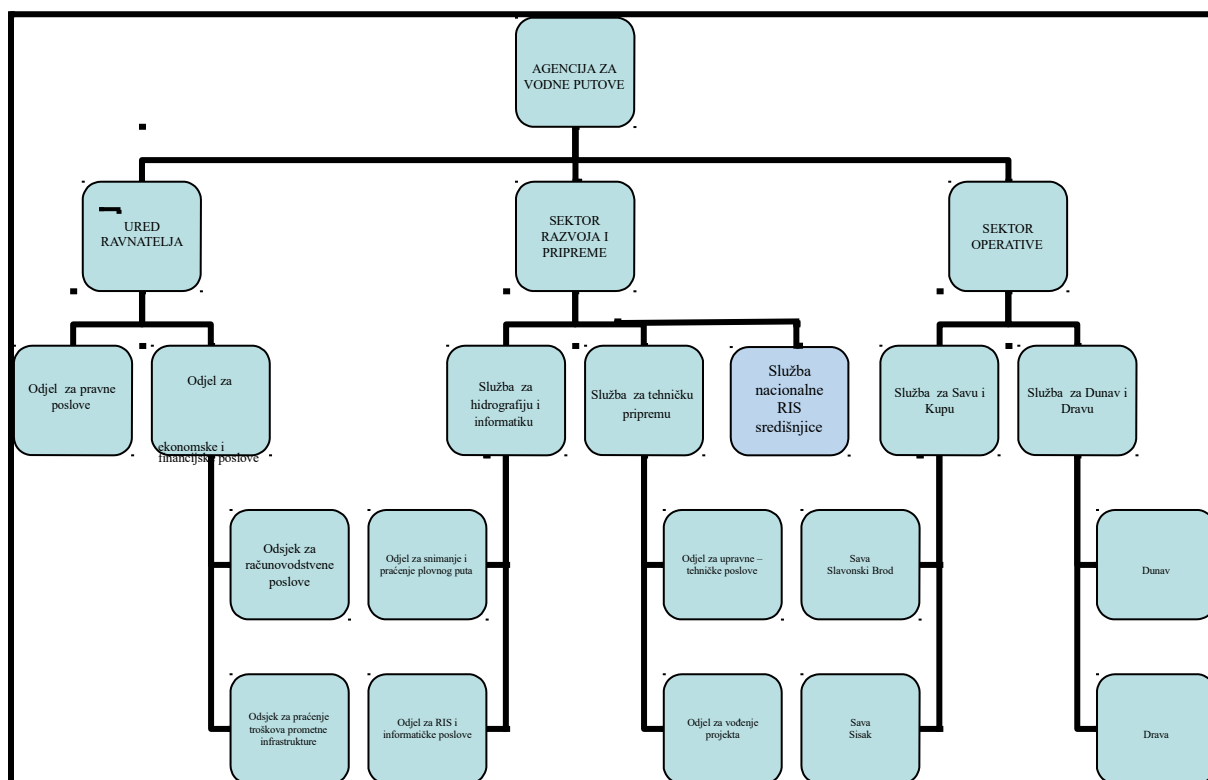 AGENCIJA ZA
VODNE PUTOVE
URED
RAVNATELJA
SEKTOR
RAZVOJA I
PRIPREME
SEKTOR
OPERATIVE
Odjel za pravne
poslove
Odjel za
ekonomske i
financijske poslove
Služba za
hidrografiju i
informatiku
Služba za tehničku
pripremu
Služba
nacionalne
RIS
središnjice
Služba za Savu i
Kupu
Služba za Dunav i
Dravu
Odsjek za
računovodstvene
poslove
Odjel za snimanje i
praćenje plovnog puta
Odjel za upravne –
tehničke poslove
Sava
Slavonski Brod
Dunav
Odsjek za praćenje
troškova prometne
infrastrukture
Odjel za RIS i
informatičke poslove
Odjel za vođenje
projekta
Sava
Sisak
Drava